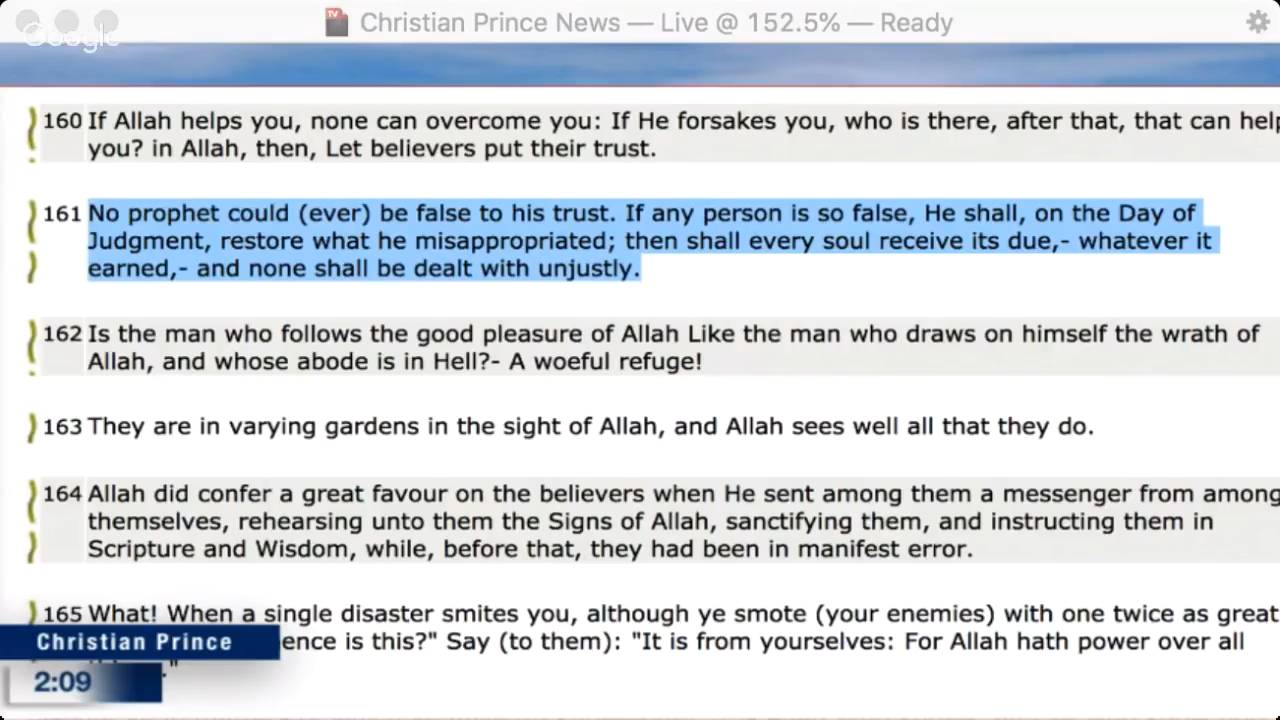 Christian Prince News — Live @ 152.5% — Ready
TV
Google
160 If Allah helps you, none can overcome you: If He forsakes you, who is there, after that, that can help
you? in Allah, then, Let believers put their trust.
161 No prophet could (ever) be false to his trust. If any person is so false, He shall, on the Day of
Judgment, restore what he misappropriated; then shall every soul receive its due,- whatever it
earned,- and none shall be dealt with unjustly.
162 Is the man who follows the good pleasure of Allah Like the man who draws on himself the wrath of
Allah, and whose abode is in Hell?- A woeful refuge!
163 They are in varying gardens in the sight of Allah, and Allah sees well all that they do.
164 Allah did confer a great favour on the believers when He sent among them a messenger from among
themselves, rehearsing unto them the Signs of Allah, sanctifying them, and instructing them in
Scripture and Wisdom, while, before that, they had been in manifest error.
165 What! When a single disaster smites you, although ye smote (your enemies) with one twice as great
ence is this?" Say (to them): "It is from yourselves: For Allah hath power over all
."
Christian Prince
2:09